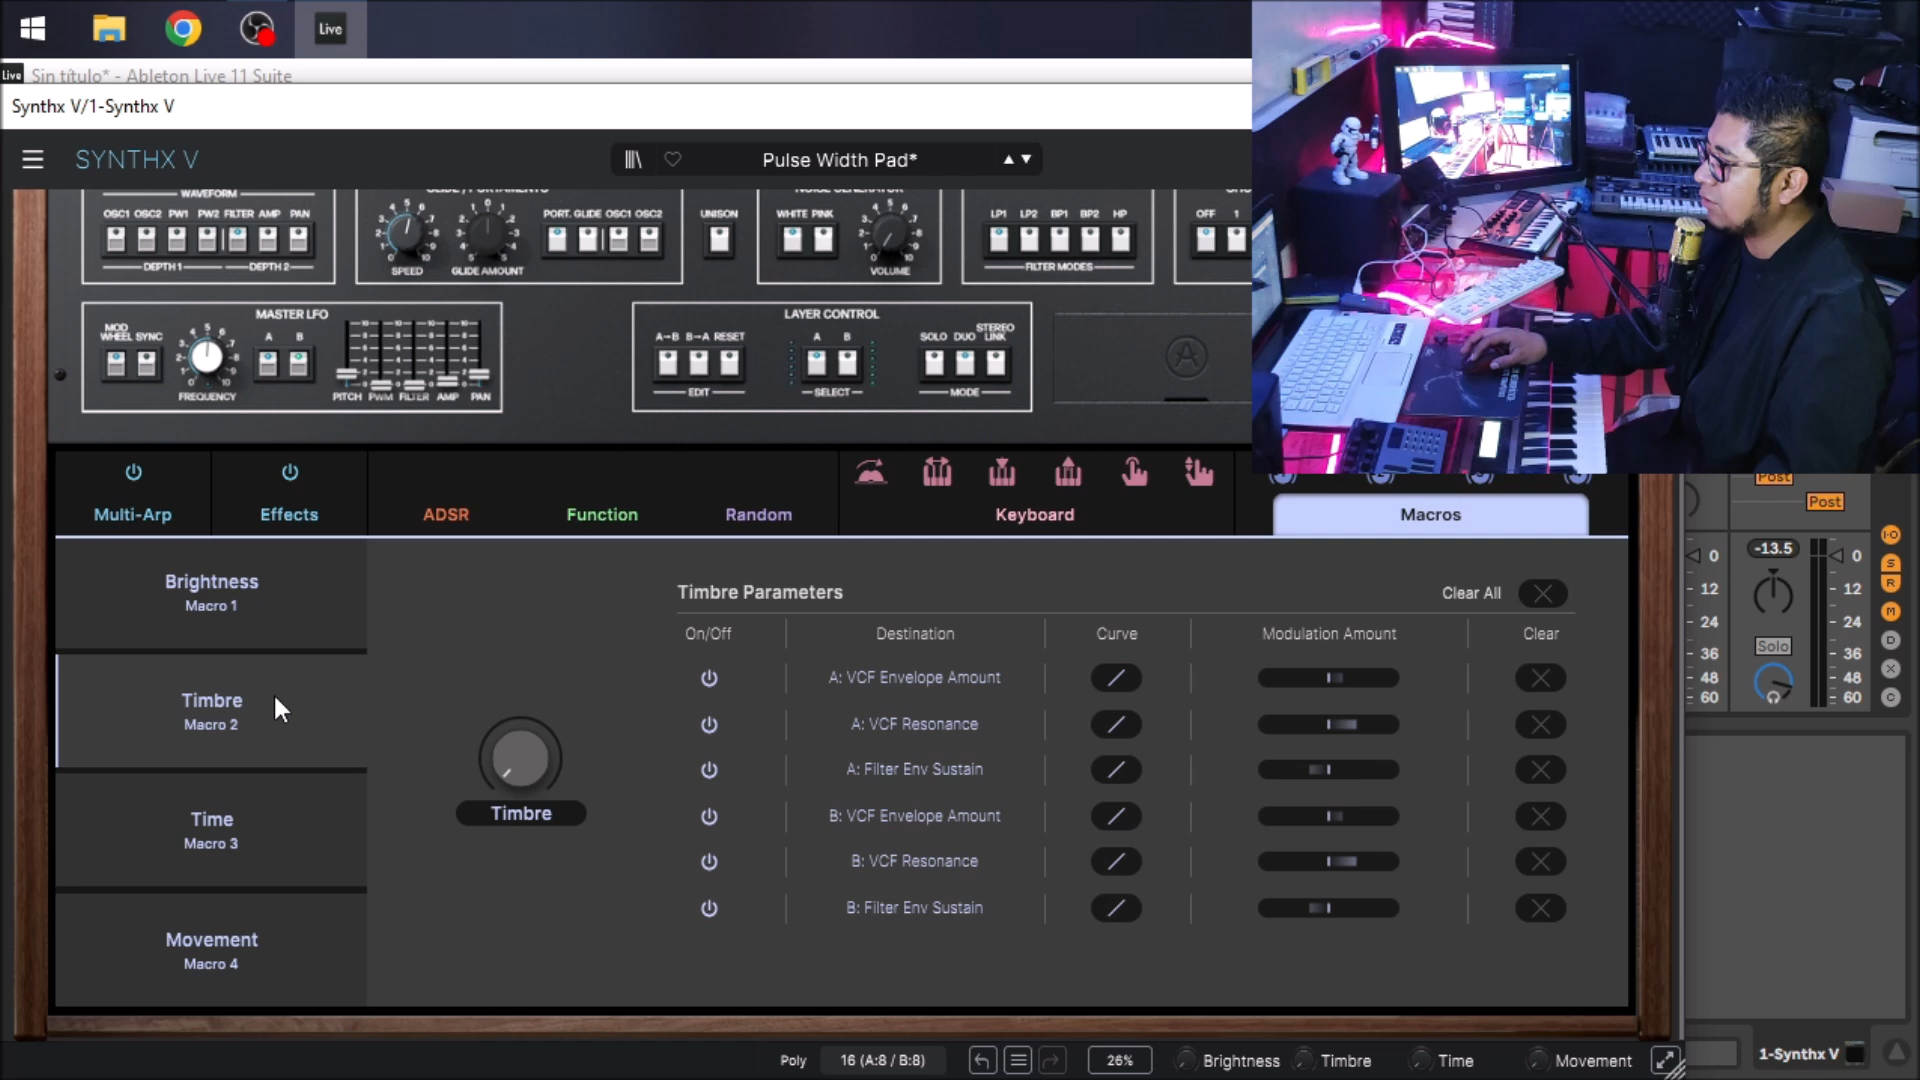 Live
Live Sin título* - Ableton Live 11 Suite
Synthx V/1-Synthx V
SYNTHX V
Pulse Width Pad*
WAVEFORM
OSC1 OSC2 PW1 PW2 FILTER AMP PAN
DEPTH 1 DEPTH 2
GLIDE / PORTAMENTO
SPEED GLIDE AMOUNT
PORT. GLIDE OSC1 OSC2
UNISON
NOISE GENERATOR
WHITE PINK
VOLUME
LP1 LP2 BP1 BP2 HP
FILTER MODES
OFF 1
MASTER LFO
MOD WHEEL SYNC
FREQUENCY
A B
PITCH PWM FILTER AMP PAN
LAYER CONTROL
A→B B→A RESET
EDIT
A B
SELECT
SOLO DUO STEREO LINK
MODE
Multi-Arp
Effects
ADSR
Function
Random
Keyboard
Macros
Brightness
Macro 1
Timbre
Macro 2
Time
Macro 3
Movement
Macro 4
Timbre
Timbre Parameters
Clear All
On/Off Destination Curve Modulation Amount Clear
A: VCF Envelope Amount
A: VCF Resonance
A: Filter Env Sustain
B: VCF Envelope Amount
B: VCF Resonance
B: Filter Env Sustain
Post
Post
-13.5
0 0
12 12
24 24
36 36
48 48
60 60
Solo
I·O
S
R
M
D
X
C
Poly 16 (A:8 / B:8) 26% Brightness Timbre Time Movement
1-Synthx V